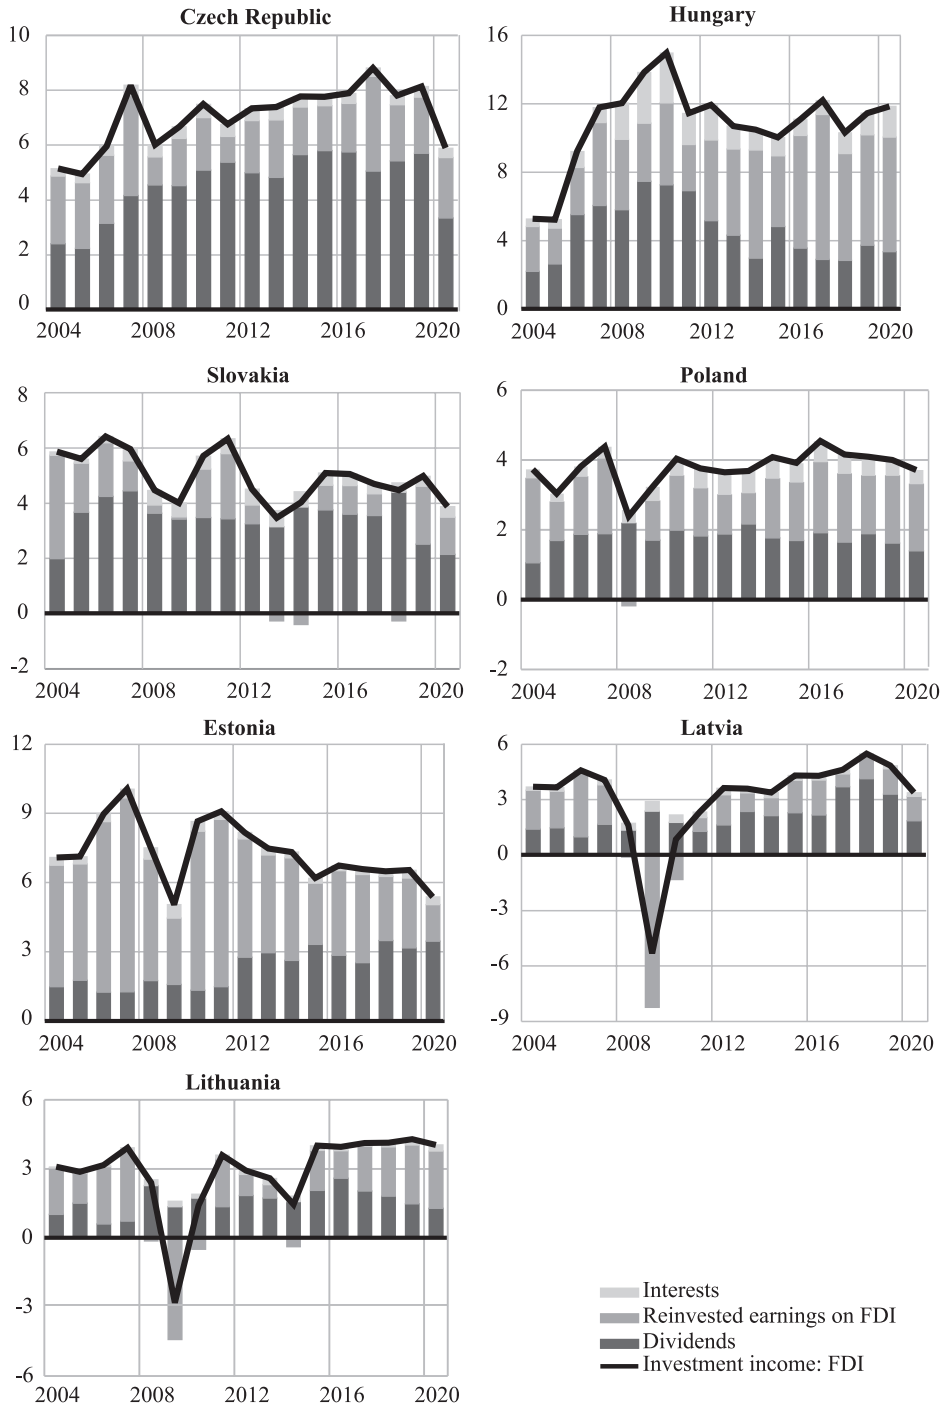 Czech Republic
10
8
6
4
2
0
2004 2008 2012 2016 2020
Hungary
16
12
8
4
0
2004 2008 2012 2016 2020
Slovakia
8
6
4
2
0
-2
2004 2008 2012 2016 2020
Poland
6
4
2
0
-2
2004 2008 2012 2016 2020
Estonia
12
9
6
3
0
2004 2008 2012 2016 2020
Latvia
6
3
0
-3
-6
-9
2004 2008 2012 2016 2020
Lithuania
6
3
0
-3
-6
2004 2008 2012 2016 2020
Interests
Reinvested earnings on FDI
Dividends
Investment income: FDI